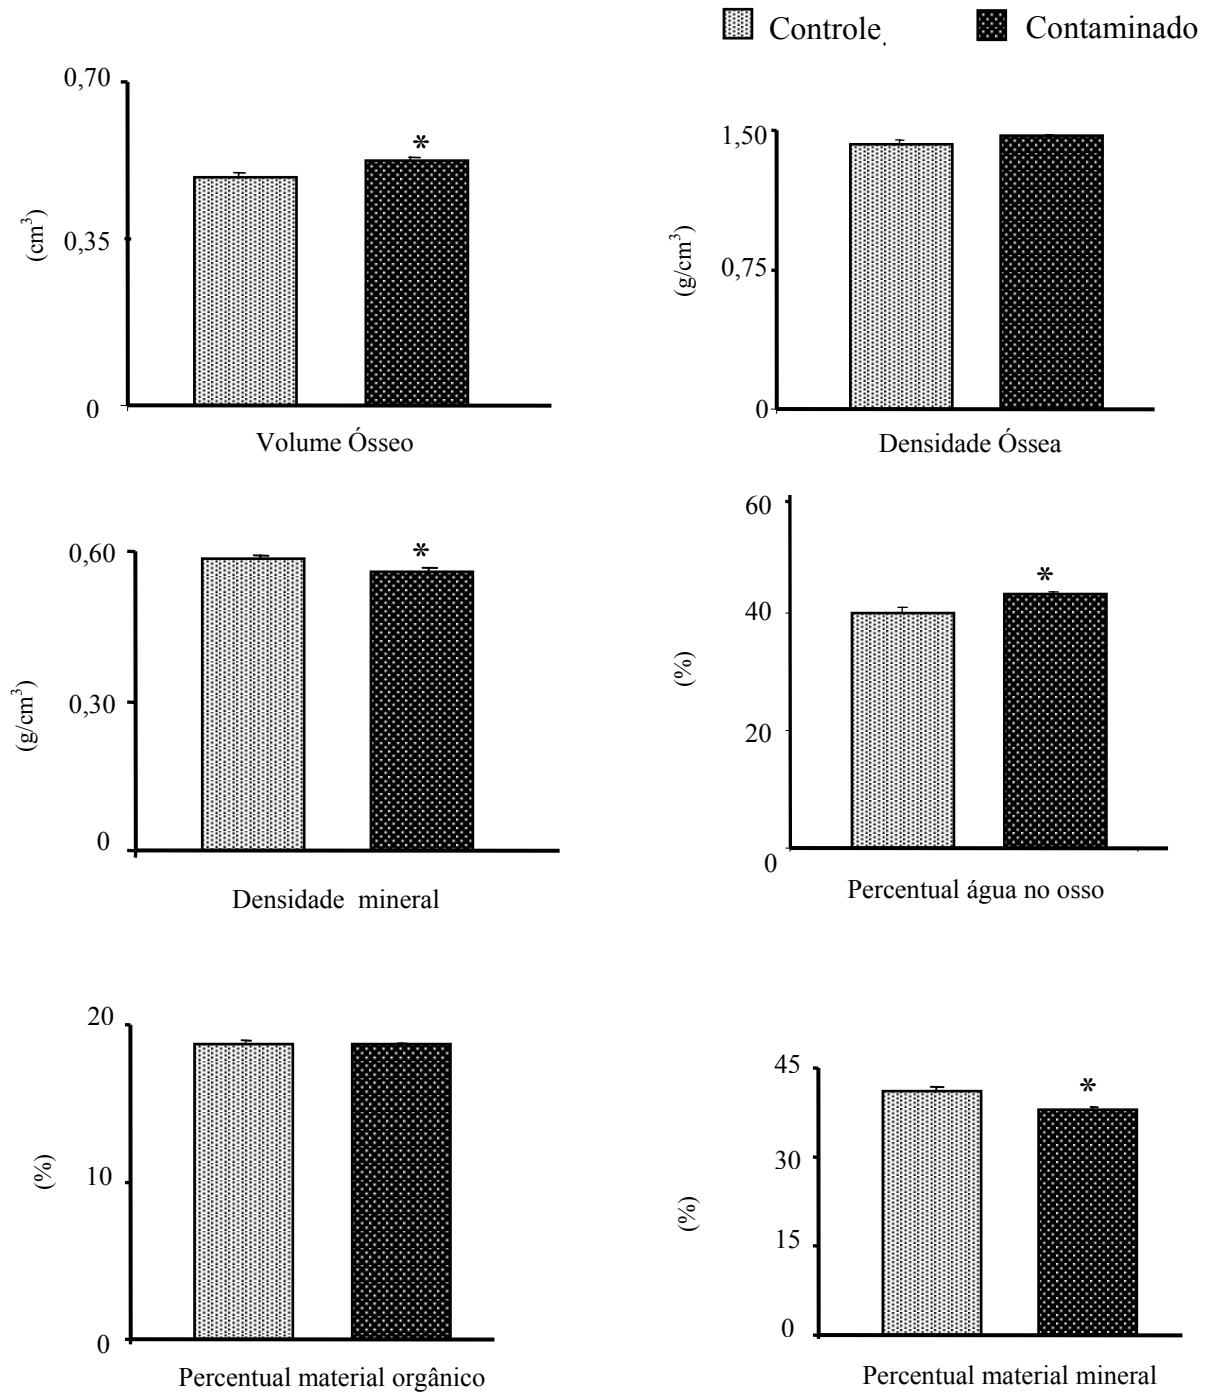 Controle
Contaminado
0,70
0,35
0
(cm³)
*
Volume Ósseo
1,50
0,75
0
(g/cm³)
Densidade Óssea
0,60
0,30
0
(g/cm³)
*
Densidade mineral
60
40
20
0
(%)
*
Percentual água no osso
20
10
0
(%)
Percentual material orgânico
45
30
15
0
(%)
*
Percentual material mineral